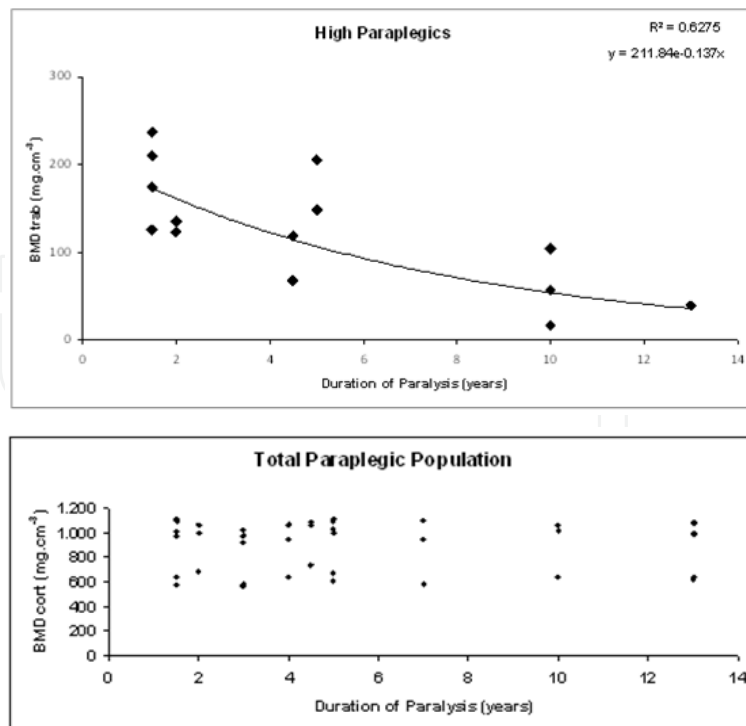 High Paraplegics
R² = 0.6275
y = 211.84e-0.137x
300
200
100
0
BMD trab (mg.cm-3)
0 2 4 6 8 10 12 14
Duration of Paralysis (years)
Total Paraplegic Population
1.200
1.000
800
600
400
200
0
BMD cort (mg.cm-3)
0 2 4 6 8 10 12 14
Duration of Paralysis (years)